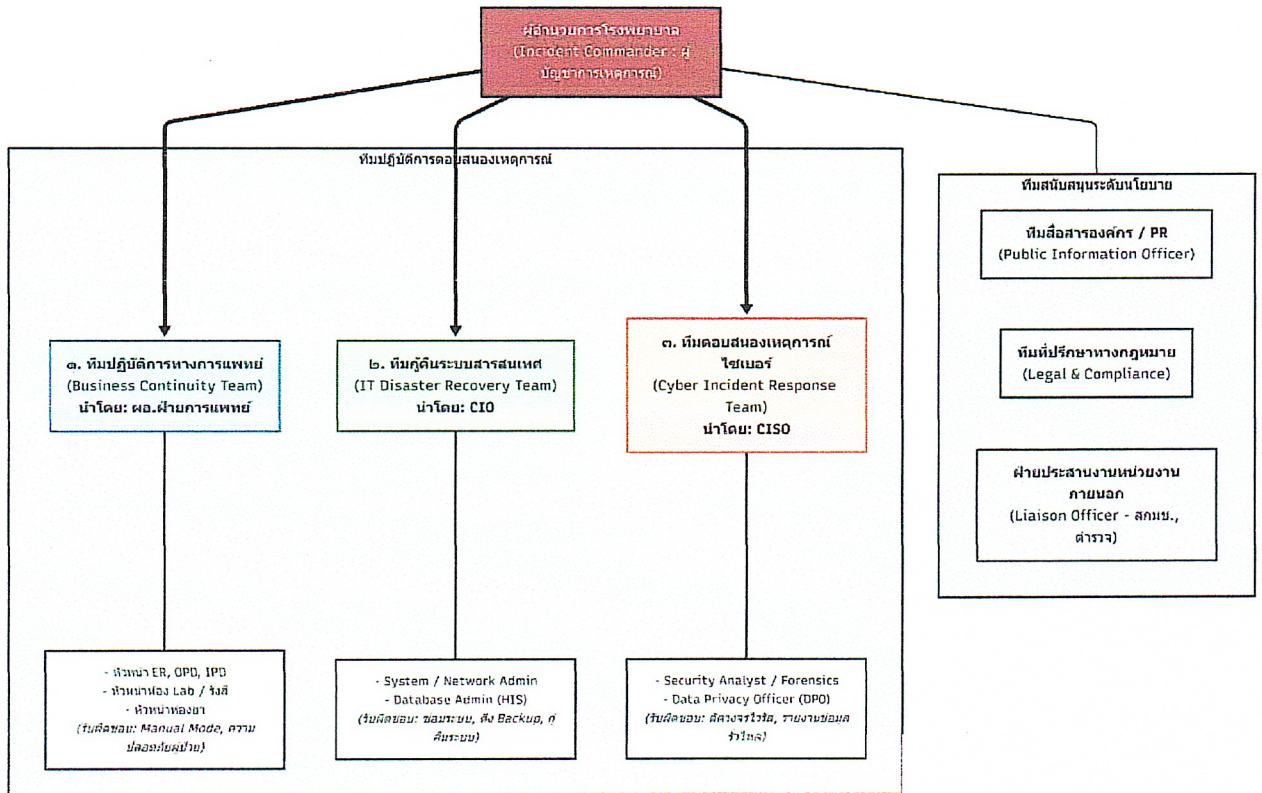 ผู้อำนวยการโรงพยาบาล
(Incident Commander : ผู้
บัญชาการเหตุการณ์)
ทีมปฏิบัติการตอบสนองเหตุการณ์
๑. ทีมปฏิบัติการทางการแพทย์
(Business Continuity Team)
นำโดย: ผอ.ฝ่ายการแพทย์
๒. ทีมกู้คืนระบบสารสนเทศ
(IT Disaster Recovery Team)
นำโดย: CIO
๓. ทีมตอบสนองเหตุการณ์
ไซเบอร์
(Cyber Incident Response
Team)
นำโดย: CISO
- หัวหน้า ER, OPD, IPD
- หัวหน้าห้อง Lab / รังสี
- หัวหน้าห้องยา
(รับผิดชอบ: Manual Mode, ความ
ปลอดภัยผู้ป่วย)
- System / Network Admin
- Database Admin (HIS)
(รับผิดชอบ: ซ่อมระบบ, ดึง Backup, กู้
คืนระบบ)
- Security Analyst / Forensics
- Data Privacy Officer (DPO)
(รับผิดชอบ: ตัดวงจรไวรัส, รายงานข้อมูล
รั่วไหล)
ทีมสนับสนุนระดับนโยบาย
ทีมสื่อสารองค์กร / PR
(Public Information Officer)
ทีมที่ปรึกษาทางกฎหมาย
(Legal & Compliance)
ฝ่ายประสานงานหน่วยงาน
ภายนอก
(Liaison Officer - สกมช.,
ตำรวจ)